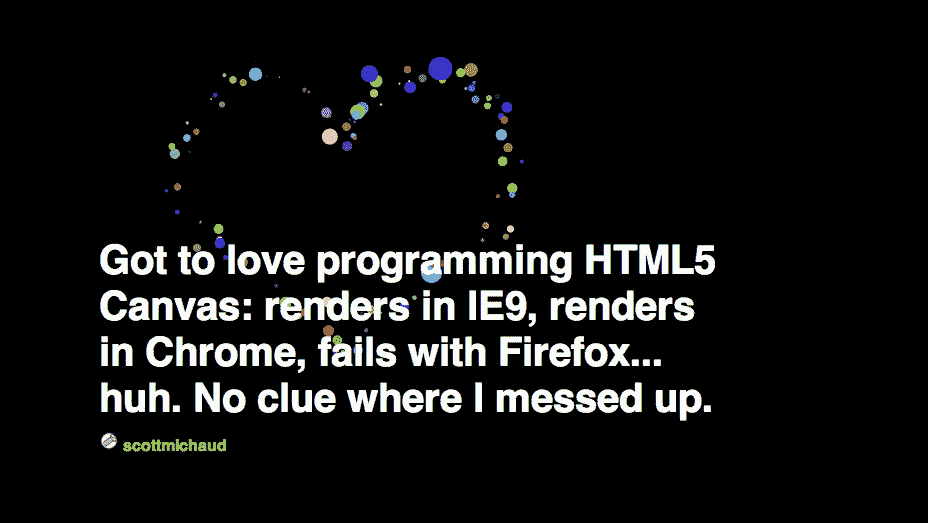 Got to love programming HTML5
Canvas: renders in IE9, renders
in Chrome, fails with Firefox...
huh. No clue where I messed up.
scottmichaud